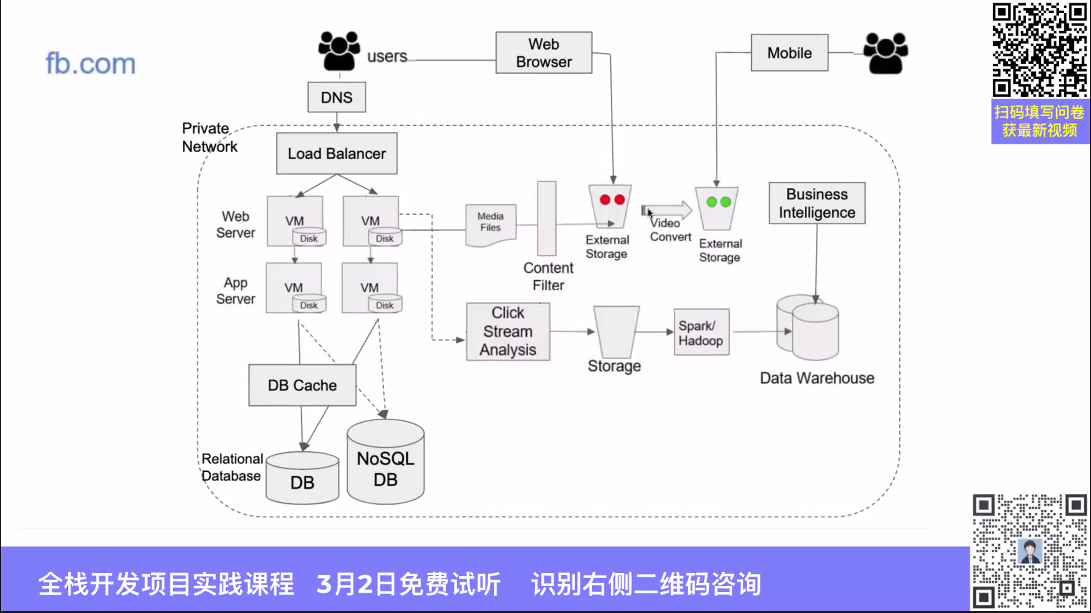 fb.com
users
Web
Browser
Mobile
扫码填写问卷
获最新视频
DNS
Private
Network
Load Balancer
Web
Server
VM
Disk
VM
Disk
Media
Files
Content
Filter
External
Storage
Video
Convert
External
Storage
Business
Intelligence
App
Server
VM
Disk
VM
Disk
Click
Stream
Analysis
Storage
Spark/
Hadoop
Data Warehouse
DB Cache
Relational
Database
DB
NoSQL
DB
全栈开发项目实践课程 3月2日免费试听 识别右侧二维码咨询